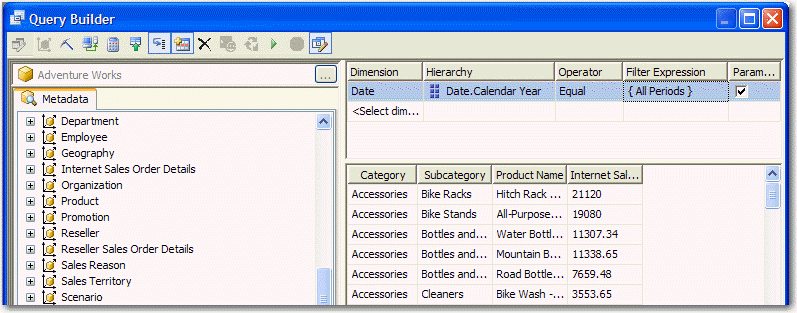 Query Builder
Adventure Works
...
Metadata
Department
Employee
Geography
Internet Sales Order Details
Organization
Product
Promotion
Reseller
Reseller Sales Order Details
Sales Reason
Sales Territory
Scenario
Dimension Hierarchy Operator Filter Expression Param...
Date Date.Calendar Year Equal { All Periods }
<Select dim...
Category Subcategory Product Name Internet Sal...
Accessories Bike Racks Hitch Rack ... 21120
Accessories Bike Stands All-Purpose... 19080
Accessories Bottles and... Water Bottl... 11307.34
Accessories Bottles and... Mountain B... 11338.65
Accessories Bottles and... Road Bottle... 7659.48
Accessories Cleaners Bike Wash -... 3553.65